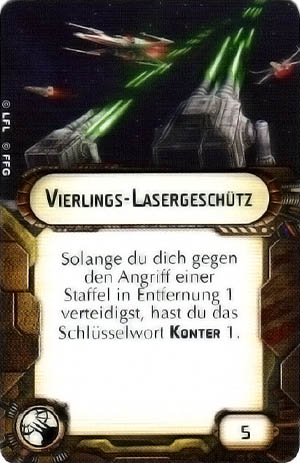 © LFL © FFG
VIERLINGS-LASERGESCHÜTZ
Solange du dich gegen
den Angriff einer
Staffel in Entfernung 1
verteidigst, hast du das
Schlüsselwort KONTER 1.
5